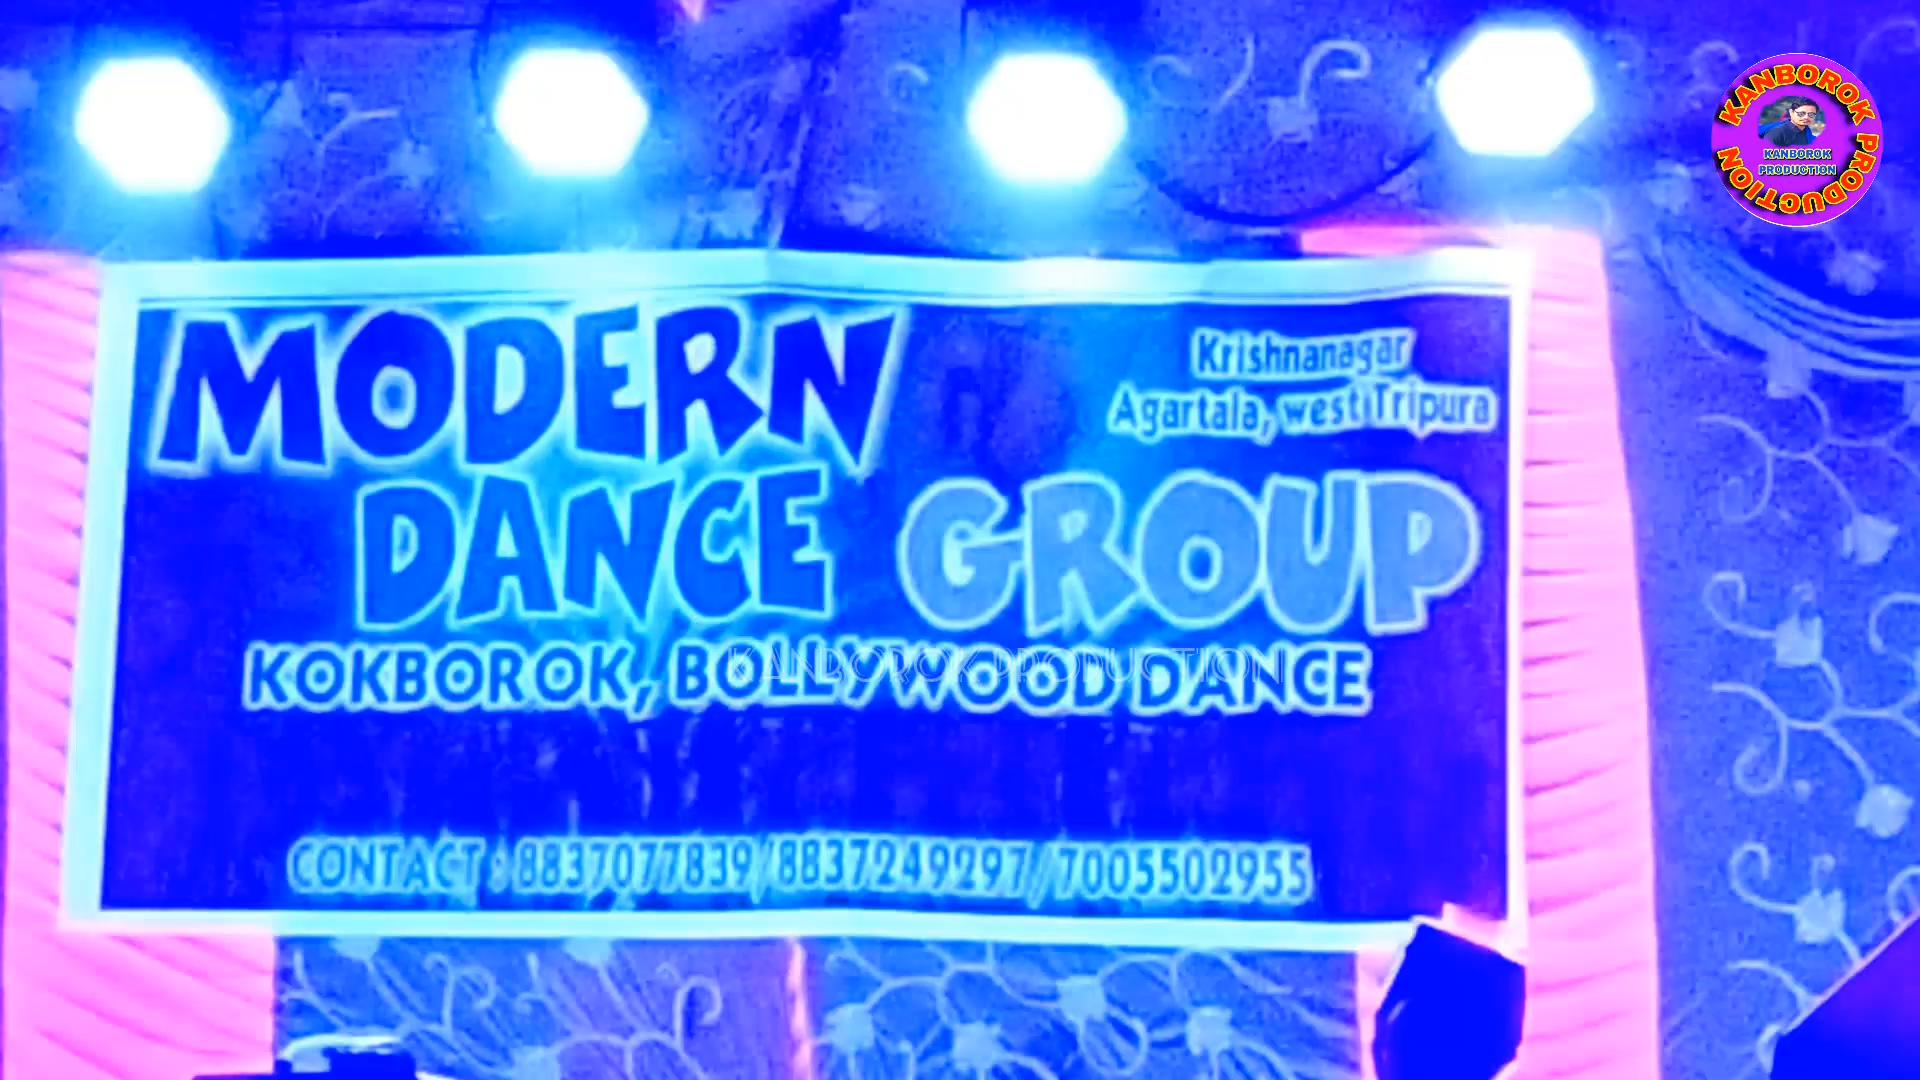 MODERN
Krishnanagar
Agartala, west Tripura
DANCE GROUP
KOKBOROK, BOLLYWOOD DANCE
KANBOROK PRODUCTION
CONTACT : 8837077839/8837249297/7005502955
KANBOROK PRODUCTION
KANBOROK
PRODUCTION